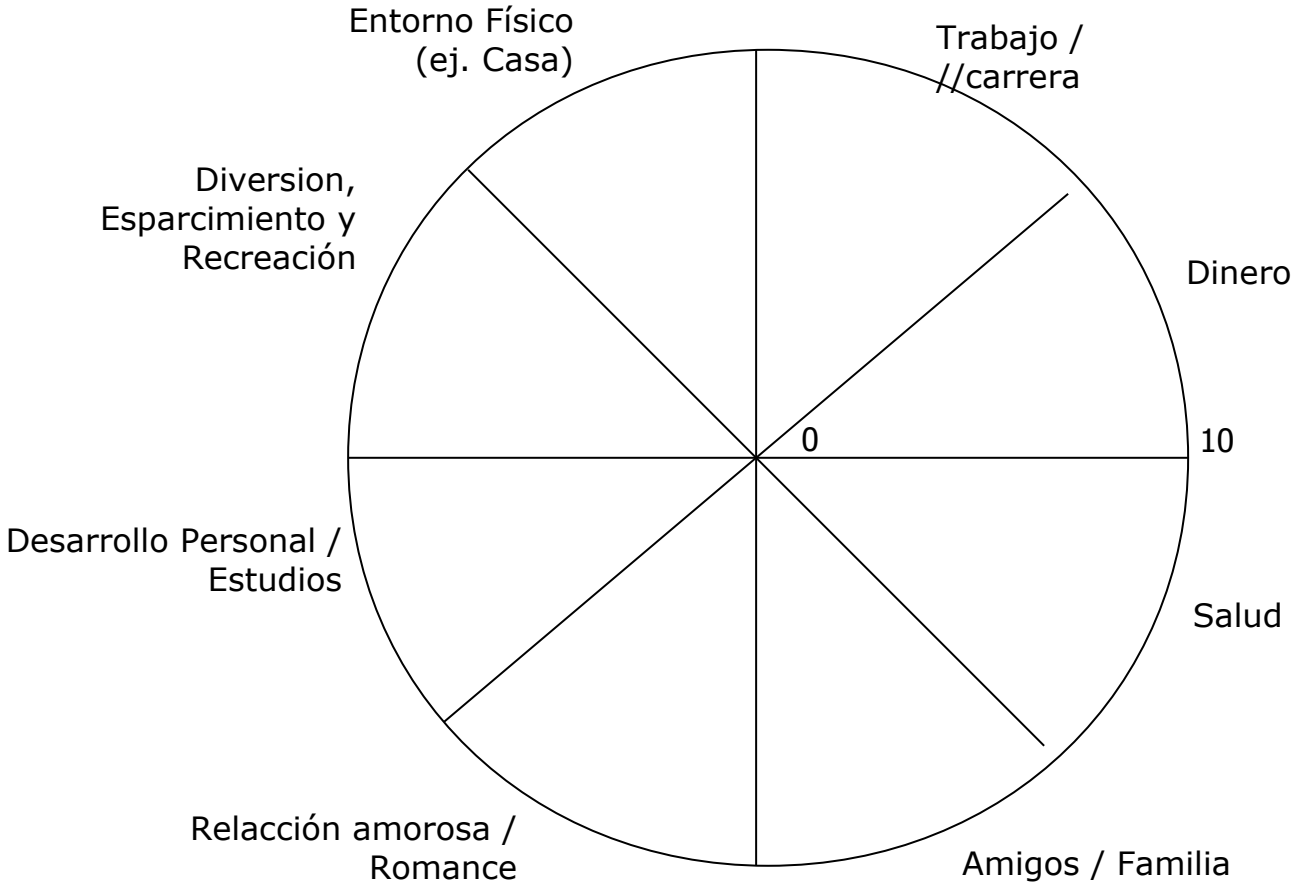 Entorno Físico
(ej. Casa)
Trabajo /
//carrera
Diversion,
Esparcimiento y
Recreación
Dinero
0
10
Desarrollo Personal /
Estudios
Salud
Relacción amorosa /
Romance
Amigos / Familia